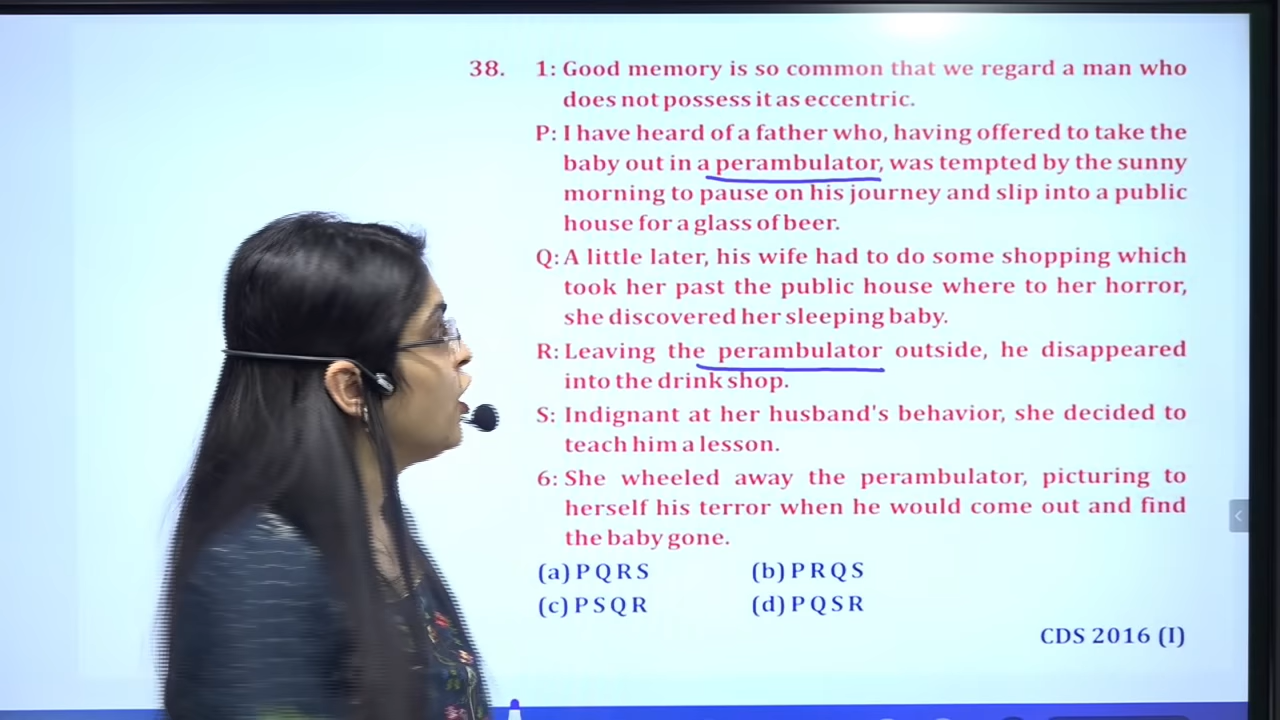 38. 1: Good memory is so common that we regard a man who
does not possess it as eccentric.
P: I have heard of a father who, having offered to take the
baby out in a perambulator, was tempted by the sunny
morning to pause on his journey and slip into a public
house for a glass of beer.
Q: A little later, his wife had to do some shopping which
took her past the public house where to her horror,
she discovered her sleeping baby.
R: Leaving the perambulator outside, he disappeared
into the drink shop.
S: Indignant at her husband's behavior, she decided to
teach him a lesson.
6: She wheeled away the perambulator, picturing to
herself his terror when he would come out and find
the baby gone.
(a) P Q R S (b) P R Q S
(c) P S Q R (d) P Q S R
CDS 2016 (I)